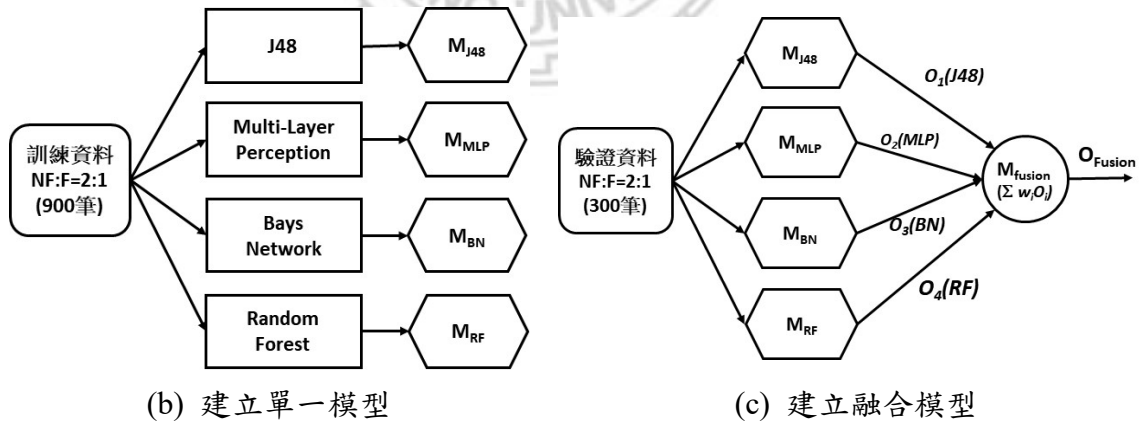 訓練資料
NF:F=2:1
(900筆)
J48
Multi-Layer
Perception
Bays
Network
Random
Forest
M_J48
M_MLP
M_BN
M_RF
(b) 建立單一模型
驗證資料
NF:F=2:1
(300筆)
M_J48
M_MLP
M_BN
M_RF
O₁(J48)
O₂(MLP)
O₃(BN)
O₄(RF)
M_fusion
(Σ wᵢOᵢ)
O_Fusion
(c) 建立融合模型